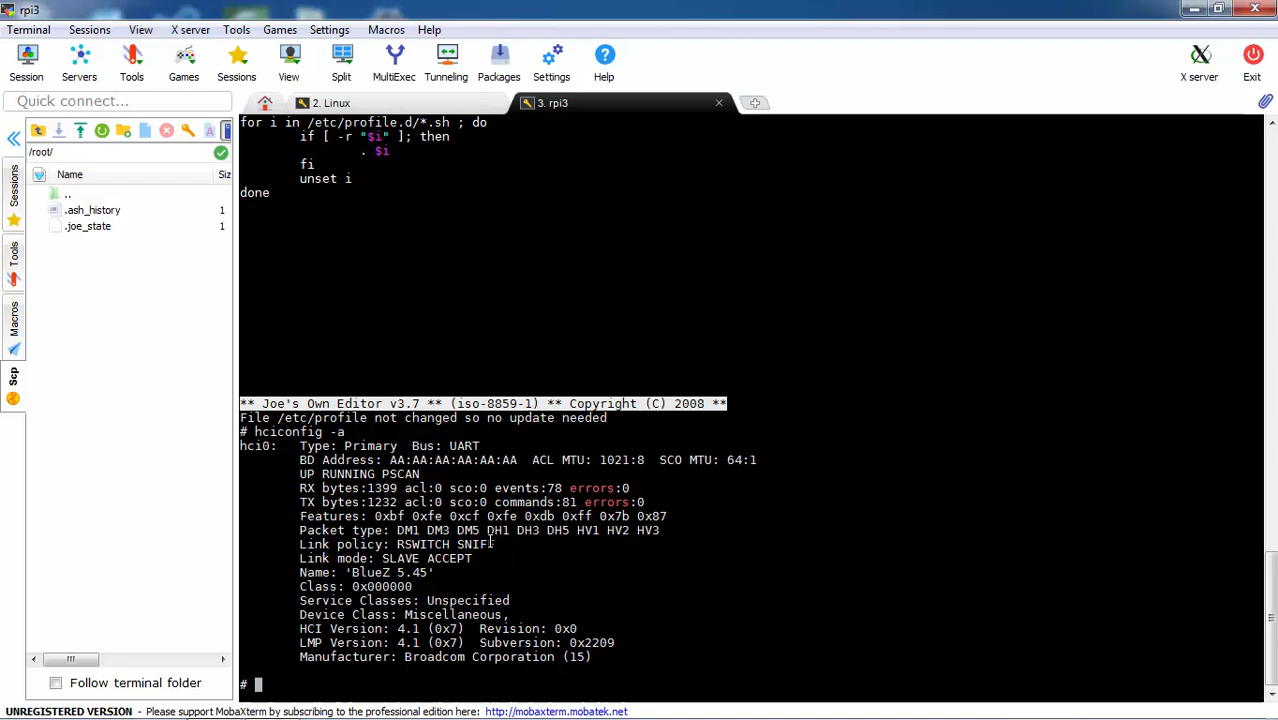 rpi3
Terminal Sessions View X server Tools Games Settings Macros Help
Session Servers Tools Games Sessions View Split MultiExec Tunneling Packages Settings Help X server Exit
Quick connect...
2. Linux
3. rpi3
/root/
Name Siz
..
.ash_history 1
.joe_state 1
Sessions
Tools
Macros
Scp
Follow terminal folder
for i in /etc/profile.d/*.sh ; do
if [ -r "$i" ]; then
. $i
fi
unset i
done
** Joe's Own Editor v3.7 ** (iso-8859-1) ** Copyright (C) 2008 **
File /etc/profile not changed so no update needed
# hciconfig -a
hci0: Type: Primary Bus: UART
BD Address: AA:AA:AA:AA:AA:AA ACL MTU: 1021:8 SCO MTU: 64:1
UP RUNNING PSCAN
RX bytes:1399 acl:0 sco:0 events:78 errors:0
TX bytes:1232 acl:0 sco:0 commands:81 errors:0
Features: 0xbf 0xfe 0xcf 0xfe 0xdb 0xff 0x7b 0x87
Packet type: DM1 DM3 DM5 DH1 DH3 DH5 HV1 HV2 HV3
Link policy: RSWITCH SNIFF
Link mode: SLAVE ACCEPT
Name: 'BlueZ 5.45'
Class: 0x000000
Service Classes: Unspecified
Device Class: Miscellaneous,
HCI Version: 4.1 (0x7) Revision: 0x0
LMP Version: 4.1 (0x7) Subversion: 0x2209
Manufacturer: Broadcom Corporation (15)
#
UNREGISTERED VERSION - Please support MobaXterm by subscribing to the professional edition here: http://mobaxterm.mobatek.net